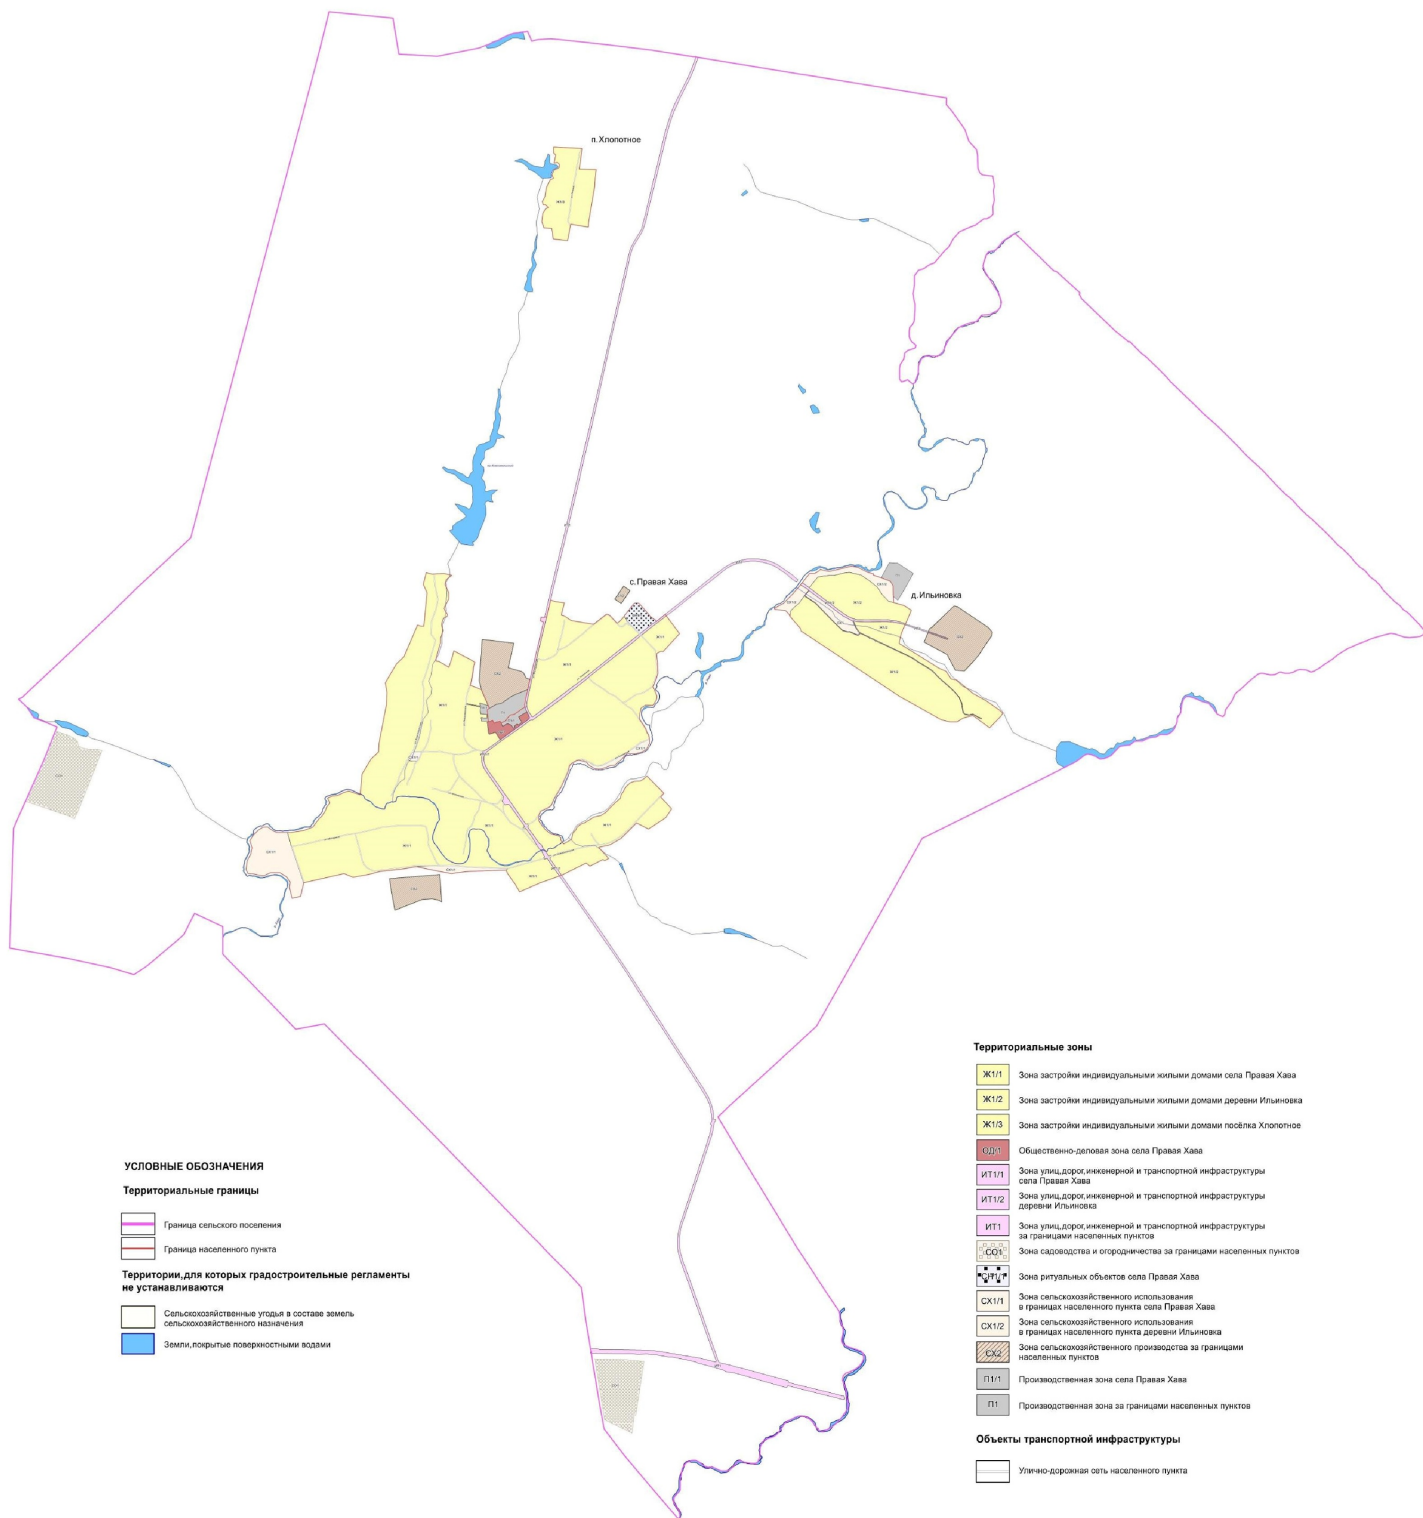 п.Хлопотное
с.Правая Хава
д.Ильиновка
УСЛОВНЫЕ ОБОЗНАЧЕНИЯ
Территориальные границы
Граница сельского поселения
Граница населенного пункта
Территории,для которых градостроительные регламенты
не устанавливаются
Сельскохозяйственные угодья в составе земель
сельскохозяйственного назначения
Земли,покрытые поверхностными водами
Территориальные зоны
Ж1/1 Зона застройки индивидуальными жилыми домами села Правая Хава
Ж1/2 Зона застройки индивидуальными жилыми домами деревни Ильиновка
Ж1/3 Зона застройки индивидуальными жилыми домами посёлка Хлопотное
Общественно-деловая зона села Правая Хава
ИТ1/1 Зона улиц,дорог,инженерной и транспортной инфраструктуры
села Правая Хава
ИТ1/2 Зона улиц,дорог,инженерной и транспортной инфраструктуры
деревни Ильиновка
ИТ1 Зона улиц,дорог,инженерной и транспортной инфраструктуры
за границами населенных пунктов
СО1 Зона садоводства и огородничества за границами населенных пунктов
Зона ритуальных объектов села Правая Хава
СХ1/1 Зона сельскохозяйственного использования
в границах населенного пункта села Правая Хава
СХ1/2 Зона сельскохозяйственного использования
в границах населенного пункта деревни Ильиновка
СХ2 Зона сельскохозяйственного производства за границами
населенных пунктов
П1/1 Производственная зона села Правая Хава
П1 Производственная зона за границами населенных пунктов
Объекты транспортной инфраструктуры
Улично-дорожная сеть населенного пункта